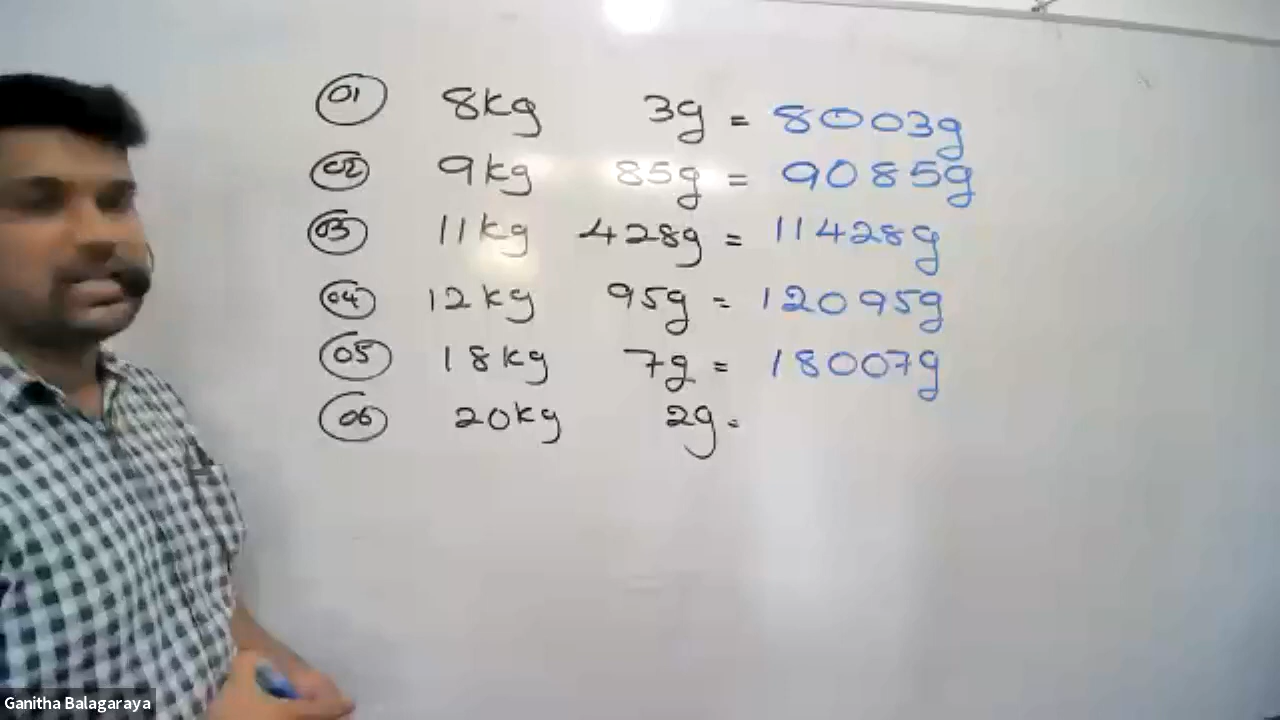 01 8kg 3g = 8003g
02 9kg 85g = 9085g
03 11kg 428g = 11428g
04 12kg 95g = 12095g
05 18kg 7g = 18007g
06 20kg 2g =
Ganitha Balagaraya